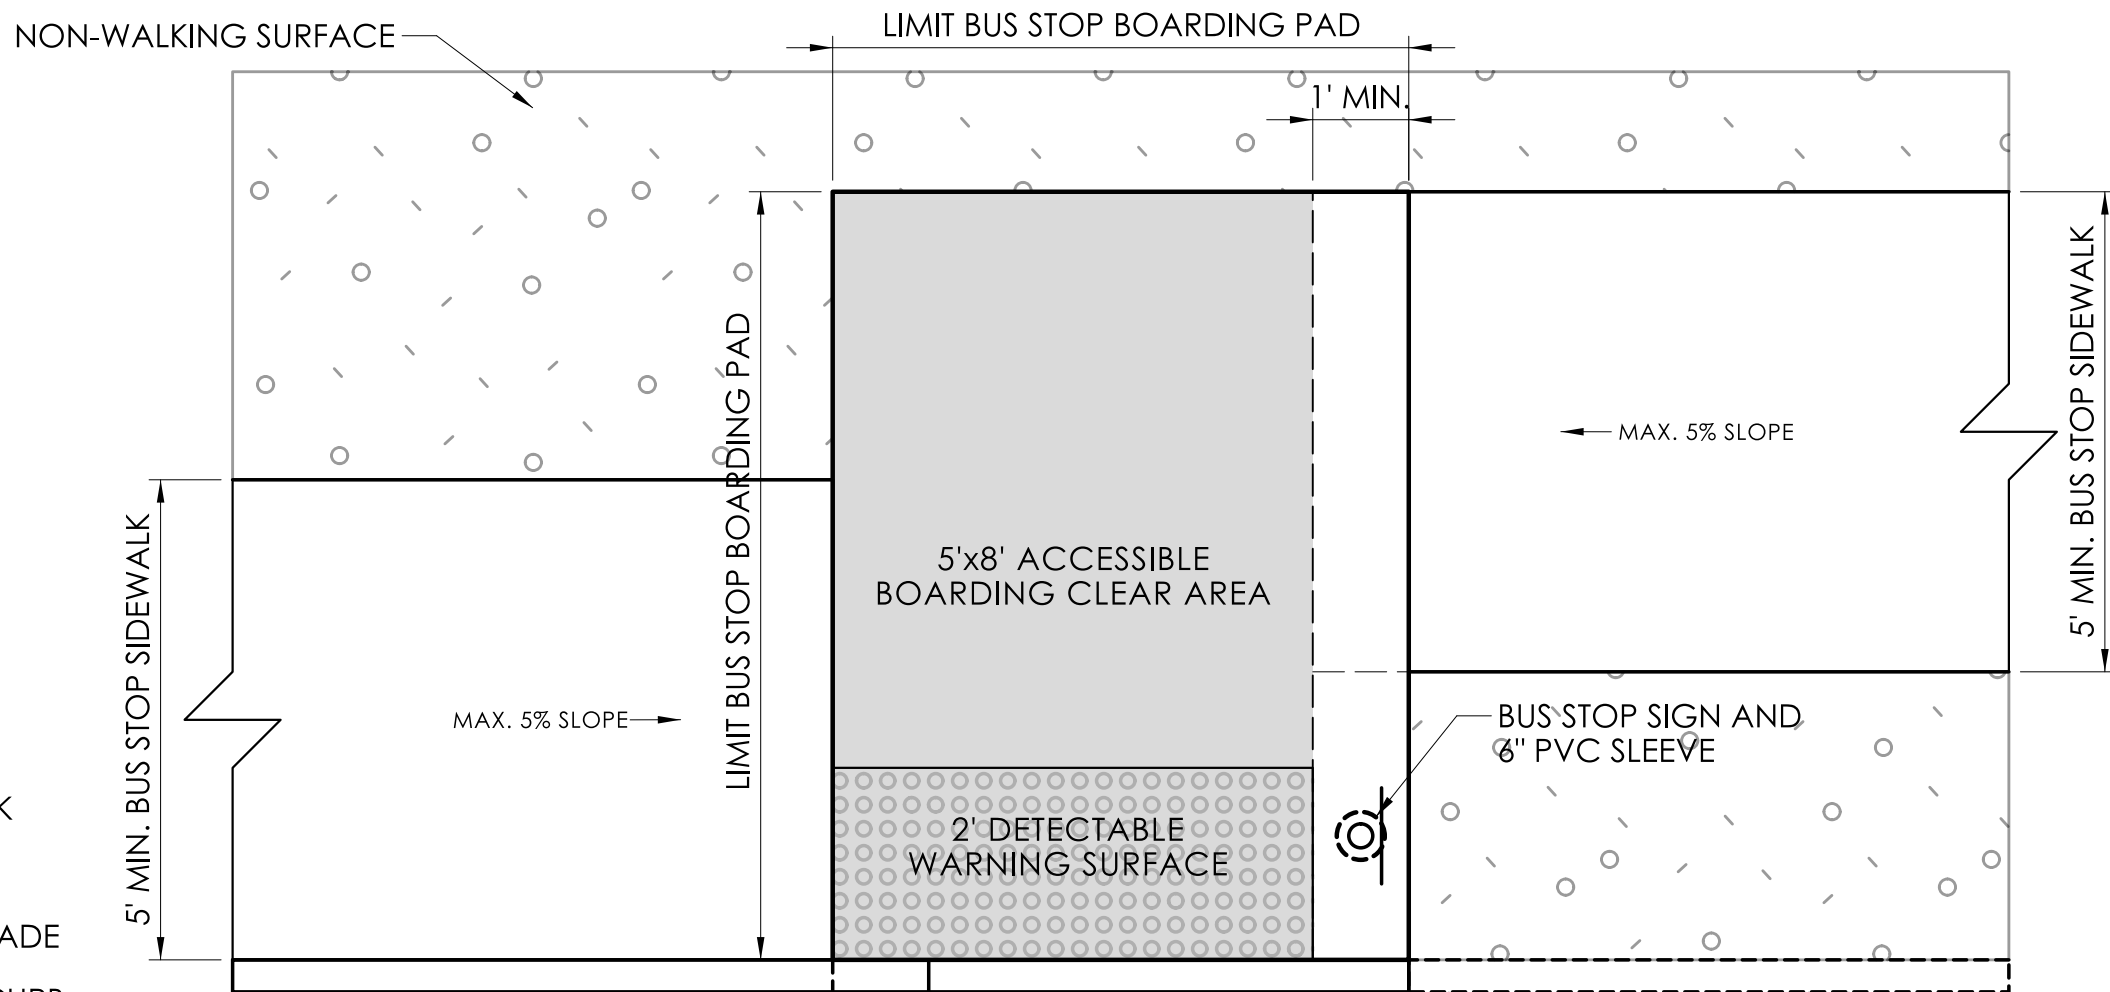 LIMIT BUS STOP BOARDING PAD
NON-WALKING SURFACE
1' MIN.
LIMIT BUS STOP BOARDING PAD
5' MIN. BUS STOP SIDEWALK
MAX. 5% SLOPE
5'x8' ACCESSIBLE
BOARDING CLEAR AREA
5' MIN. BUS STOP SIDEWALK
MAX. 5% SLOPE
BUS STOP SIGN AND
6" PVC SLEEVE
2' DETECTABLE
WARNING SURFACE
K
ADE